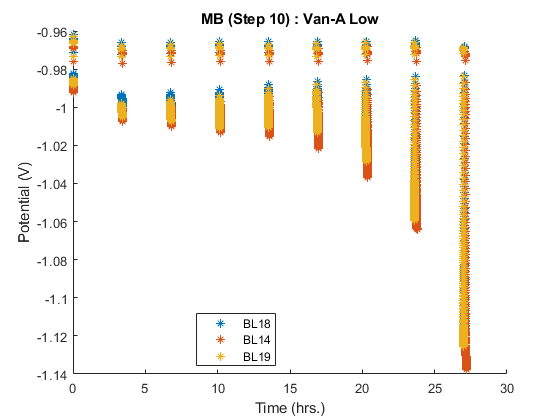 MB (Step 10) : Van-A Low
-0.96
-0.98
-1
-1.02
-1.04
-1.06
-1.08
-1.1
-1.12
-1.14
Potential (V)
BL18
BL14
BL19
0 5 10 15 20 25 30
Time (hrs.)